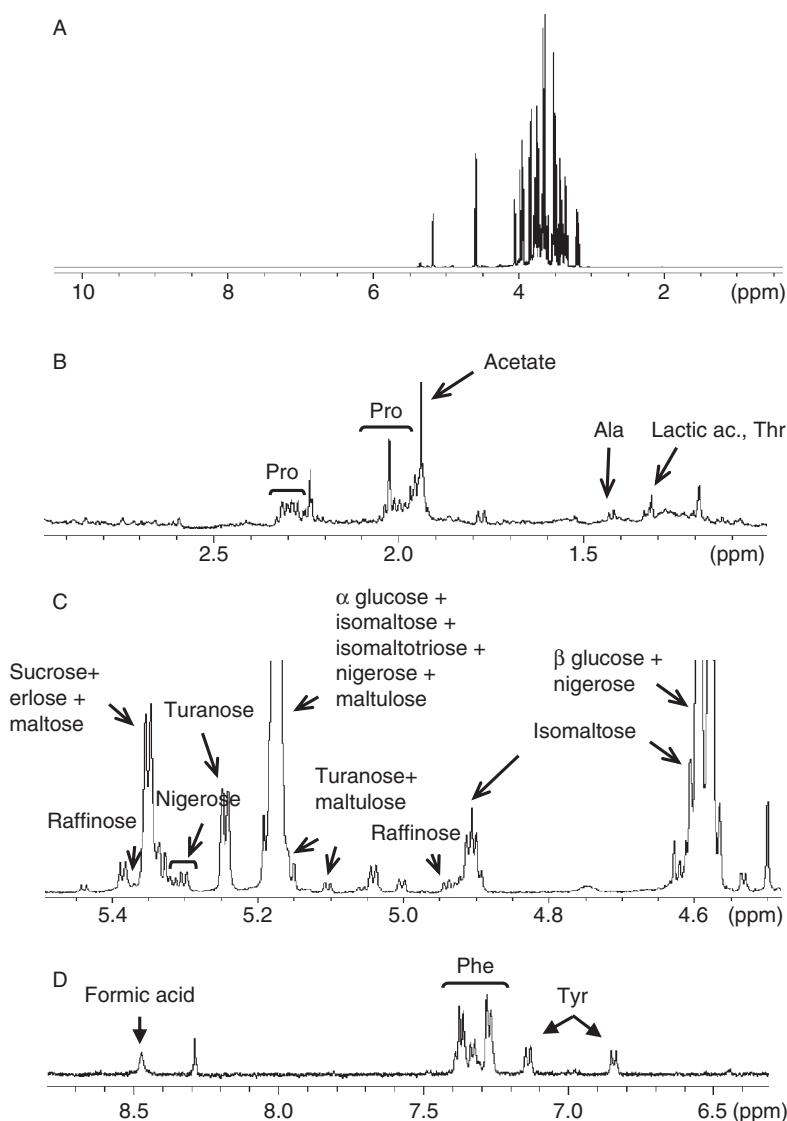 A
10 8 6 4 2 (ppm)
B
Acetate
Pro
Ala
Lactic ac., Thr
Pro
2.5 2.0 1.5 (ppm)
C
α glucose +
isomaltose +
isomaltotriose +
nigerose +
maltulose
β glucose +
nigerose
Sucrose+
erlose +
maltose
Turanose
Isomaltose
Turanose+
maltulose
Nigerose
Raffinose
Raffinose
5.4 5.2 5.0 4.8 4.6 (ppm)
D
Formic acid
Phe
Tyr
8.5 8.0 7.5 7.0 6.5 (ppm)